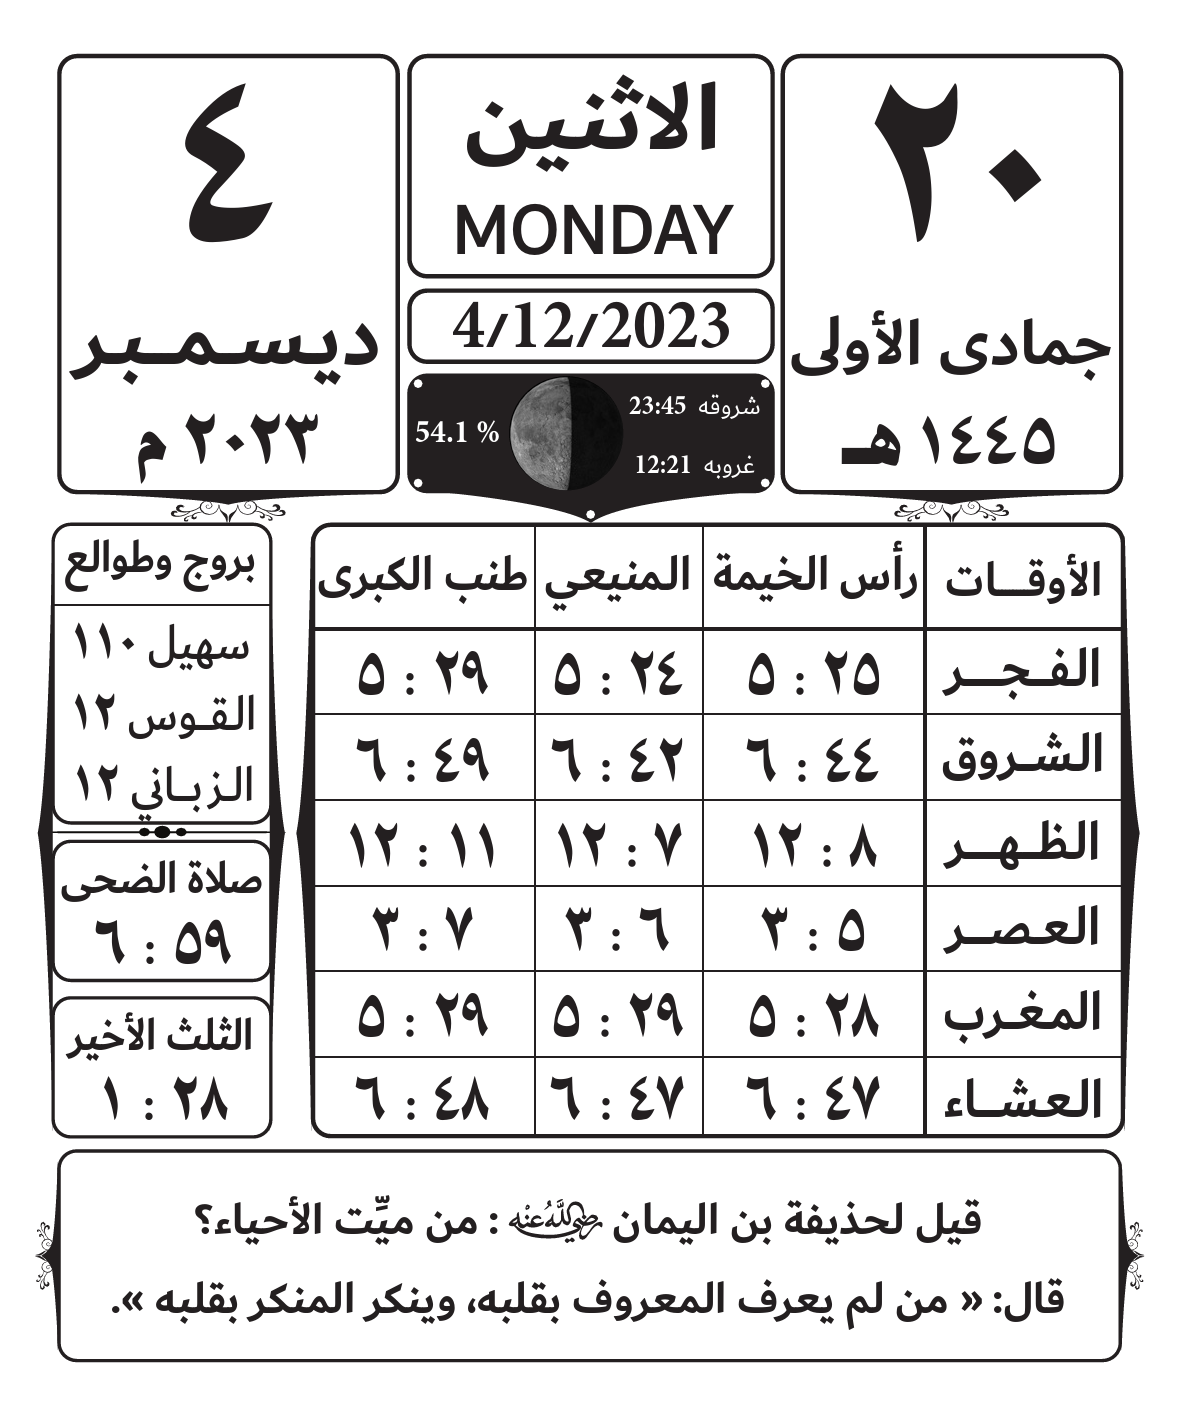 ٢٠
جمادى الأولى
١٤٤٥ هـ
الاثنين
MONDAY
4/12/2023
شروقه 23:45
غروبه 12:21
54.1 %
٤
ديسمبر
٢٠٢٣ م
الأوقات رأس الخيمة المنيعي طنب الكبرى
الفجر ٢٥ : ٥ ٢٤ : ٥ ٢٩ : ٥
الشروق ٤٤ : ٦ ٤٢ : ٦ ٤٩ : ٦
الظهر ٨ : ١٢ ٧ : ١٢ ١١ : ١٢
العصر ٥ : ٣ ٦ : ٣ ٧ : ٣
المغرب ٢٨ : ٥ ٢٩ : ٥ ٢٩ : ٥
العشاء ٤٧ : ٦ ٤٧ : ٦ ٤٨ : ٦
بروج وطوالع
سهيل ١١٠
القوس ١٢
الزباني ١٢
صلاة الضحى
٥٩ : ٦
الثلث الأخير
٢٨ : ١
قيل لحذيفة بن اليمان رضي الله عنه : من ميِّت الأحياء؟
قال: « من لم يعرف المعروف بقلبه، وينكر المنكر بقلبه ».